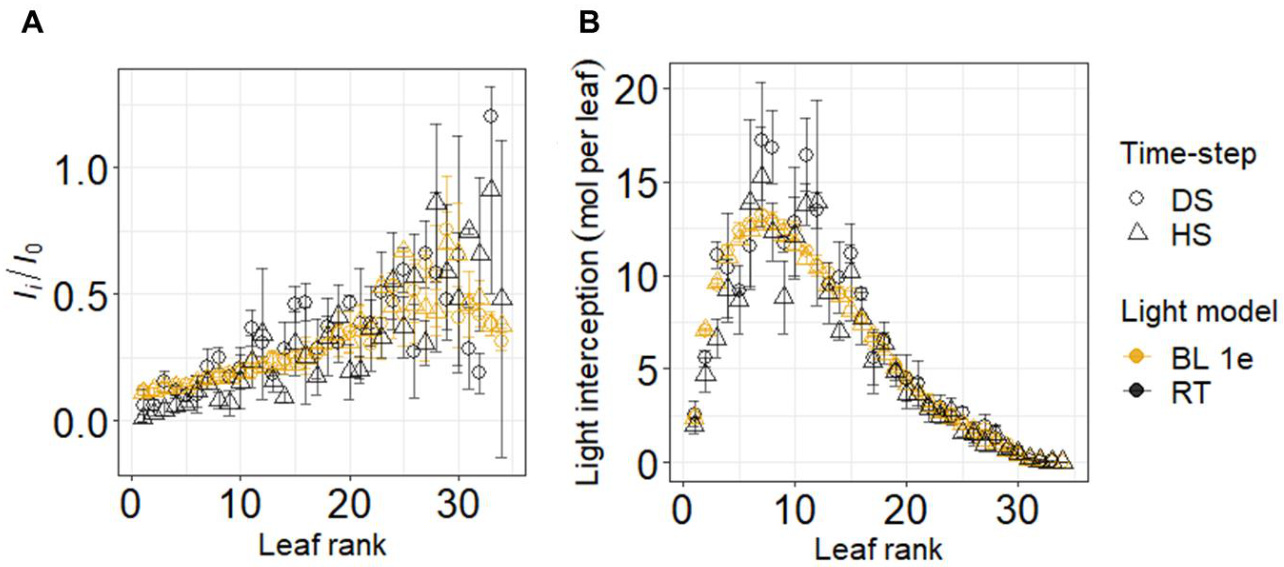 A
B
I_i / I_0
1.0
0.5
0.0
0 10 20 30
Leaf rank
Light interception (mol per leaf)
20
15
10
5
0
0 10 20 30
Leaf rank
Time-step
DS
HS
Light model
BL 1e
RT